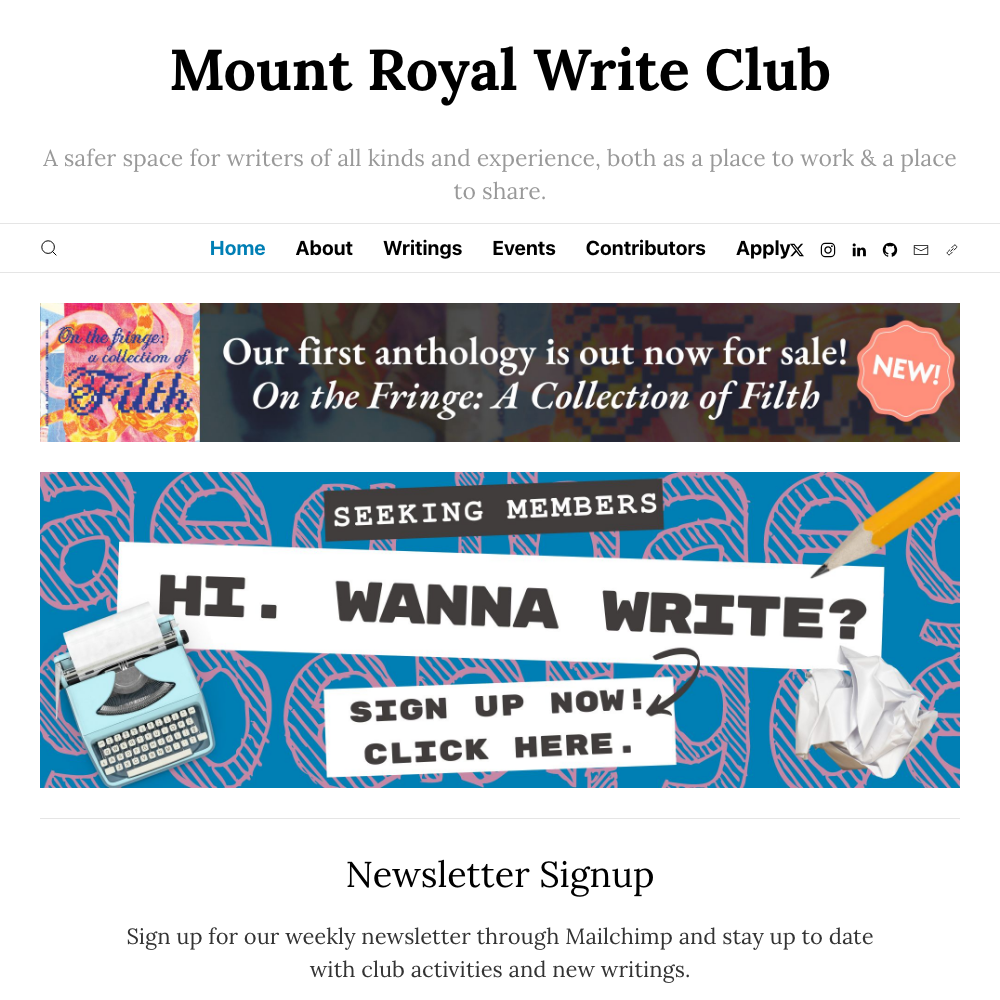 Mount Royal Write Club
A safer space for writers of all kinds and experience, both as a place to work & a place
to share.
Home About Writings Events Contributors Apply
On the fringe:
a collection of
Filth
Our first anthology is out now for sale!
On the Fringe: A Collection of Filth
NEW!
SEEKING MEMBERS
HI. WANNA WRITE?
SIGN UP NOW!
CLICK HERE.
Newsletter Signup
Sign up for our weekly newsletter through Mailchimp and stay up to date
with club activities and new writings.